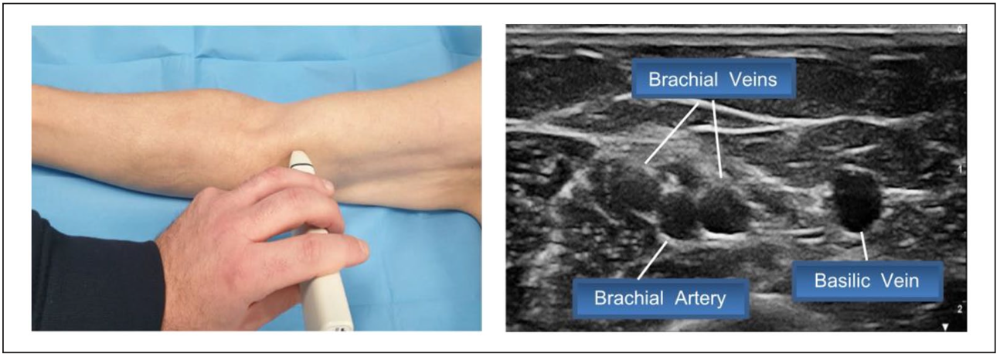 Brachial Veins
Brachial Artery
Basilic Vein
0
1
2